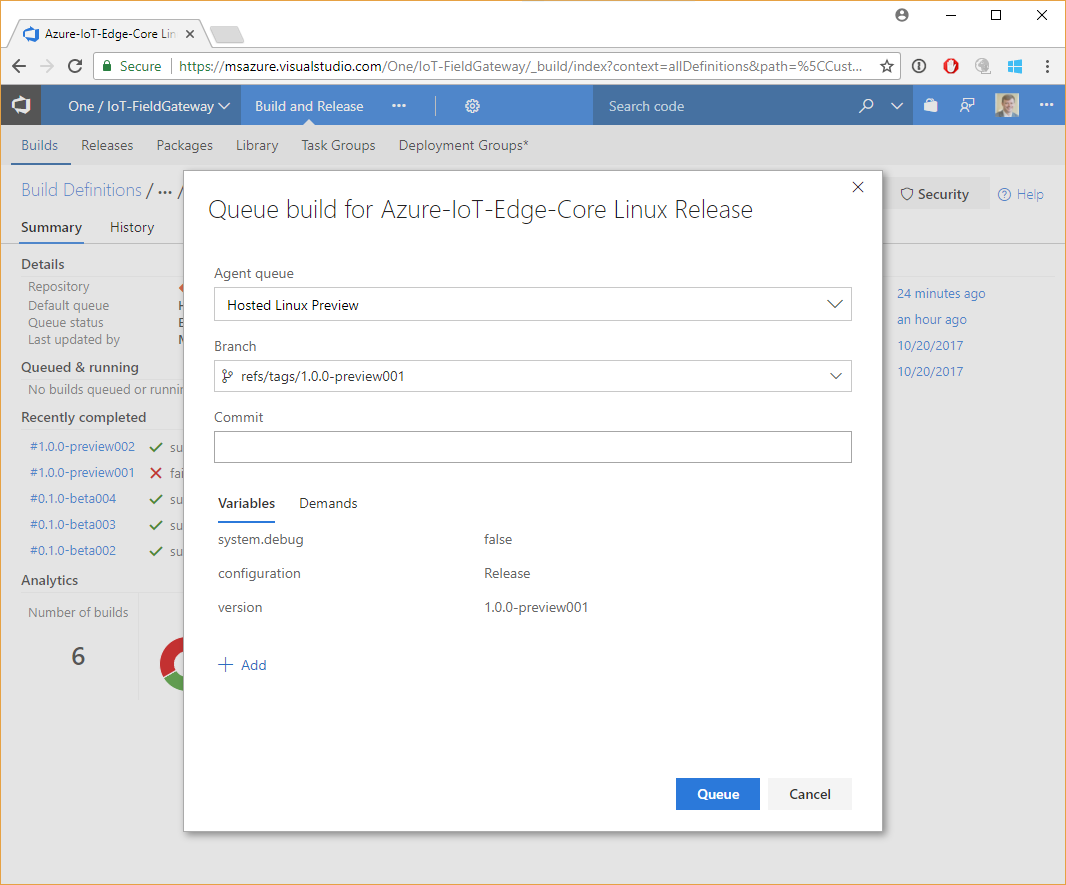 Azure-IoT-Edge-Core Lin
Secure https://msazure.visualstudio.com/One/IoT-FieldGateway/_build/index?context=allDefinitions&path=%5CCust...
One / IoT-FieldGateway Build and Release ... Search code ...
Builds Releases Packages Library Task Groups Deployment Groups*
Build Definitions / ... /
Security Help
Summary History
Queue build for Azure-IoT-Edge-Core Linux Release
Agent queue
Hosted Linux Preview
Branch
refs/tags/1.0.0-preview001
Commit
Variables Demands
system.debug false
configuration Release
version 1.0.0-preview001
+ Add
Queue Cancel
Details
Repository
Default queue
Queue status
Last updated by
Queued & running
No builds queued or runnin
Recently completed
#1.0.0-preview002 su
#1.0.0-preview001 fai
#0.1.0-beta004 su
#0.1.0-beta003 su
#0.1.0-beta002 su
Analytics
Number of builds
6
24 minutes ago
an hour ago
10/20/2017
10/20/2017